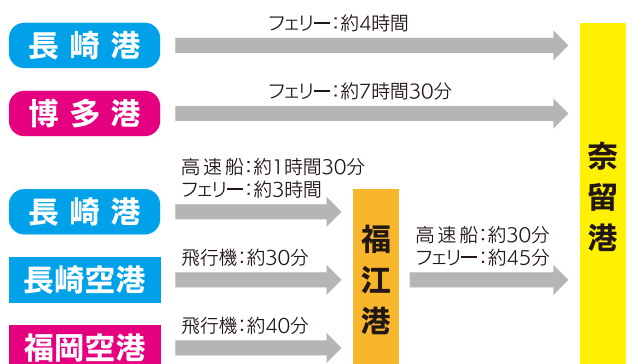 長崎港
フェリー：約4時間
博多港
フェリー：約7時間30分
長崎港
高速船：約1時間30分
フェリー：約3時間
長崎空港
飛行機：約30分
福岡空港
飛行機：約40分
福江港
高速船：約30分
フェリー：約45分
奈留港